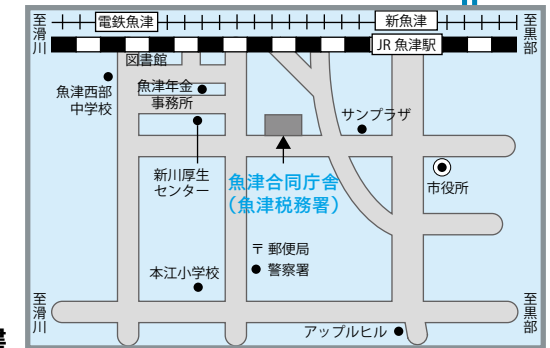 至滑川
電鉄魚津
新魚津
至黒部
JR 魚津駅
図書館
魚津西部
中学校
魚津年金
事務所
サンプラザ
新川厚生
センター
魚津合同庁舎
（魚津税務署）
市役所
〒 郵便局
警察署
本江小学校
至滑川
至黒部
アップルヒル